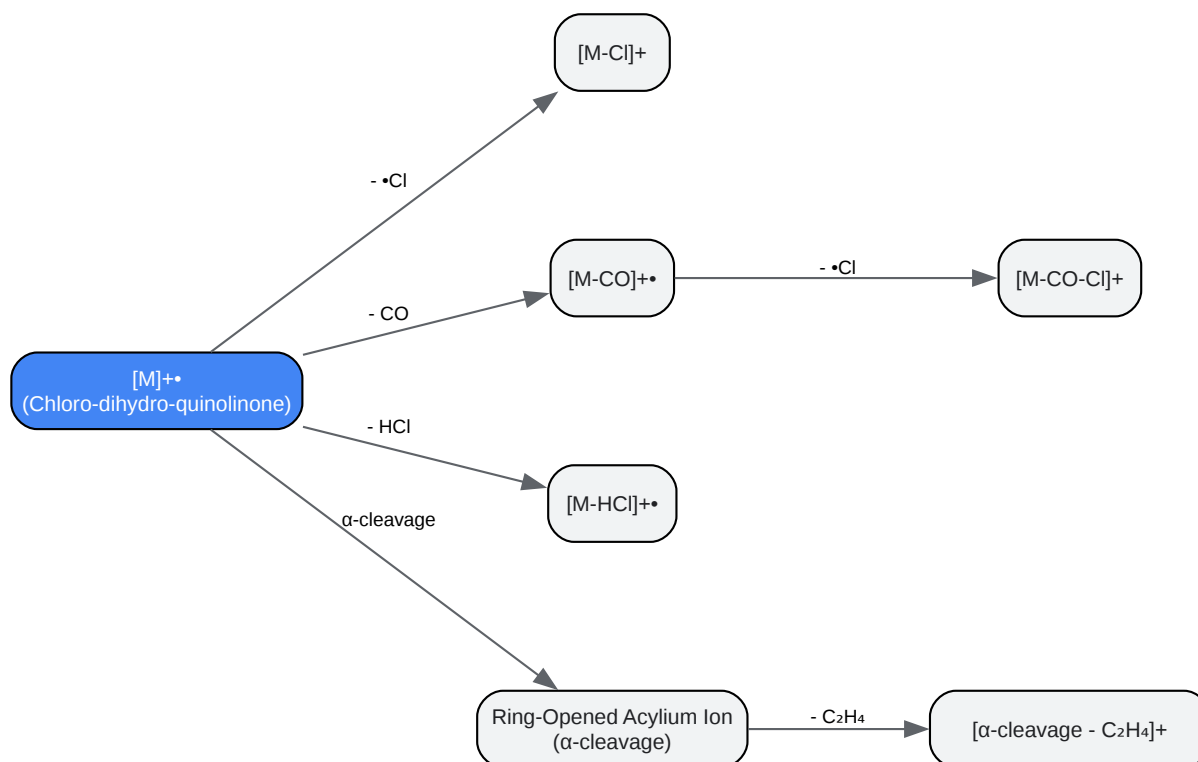 [M-Cl]+
- •Cl
[M-CO]+•
- •Cl
[M-CO-Cl]+
- CO
[M]+•
(Chloro-dihydro-quinolinone)
- HCl
[M-HCl]+•
α-cleavage
Ring-Opened Acylium Ion
(α-cleavage)
- C₂H₄
[α-cleavage - C₂H₄]+